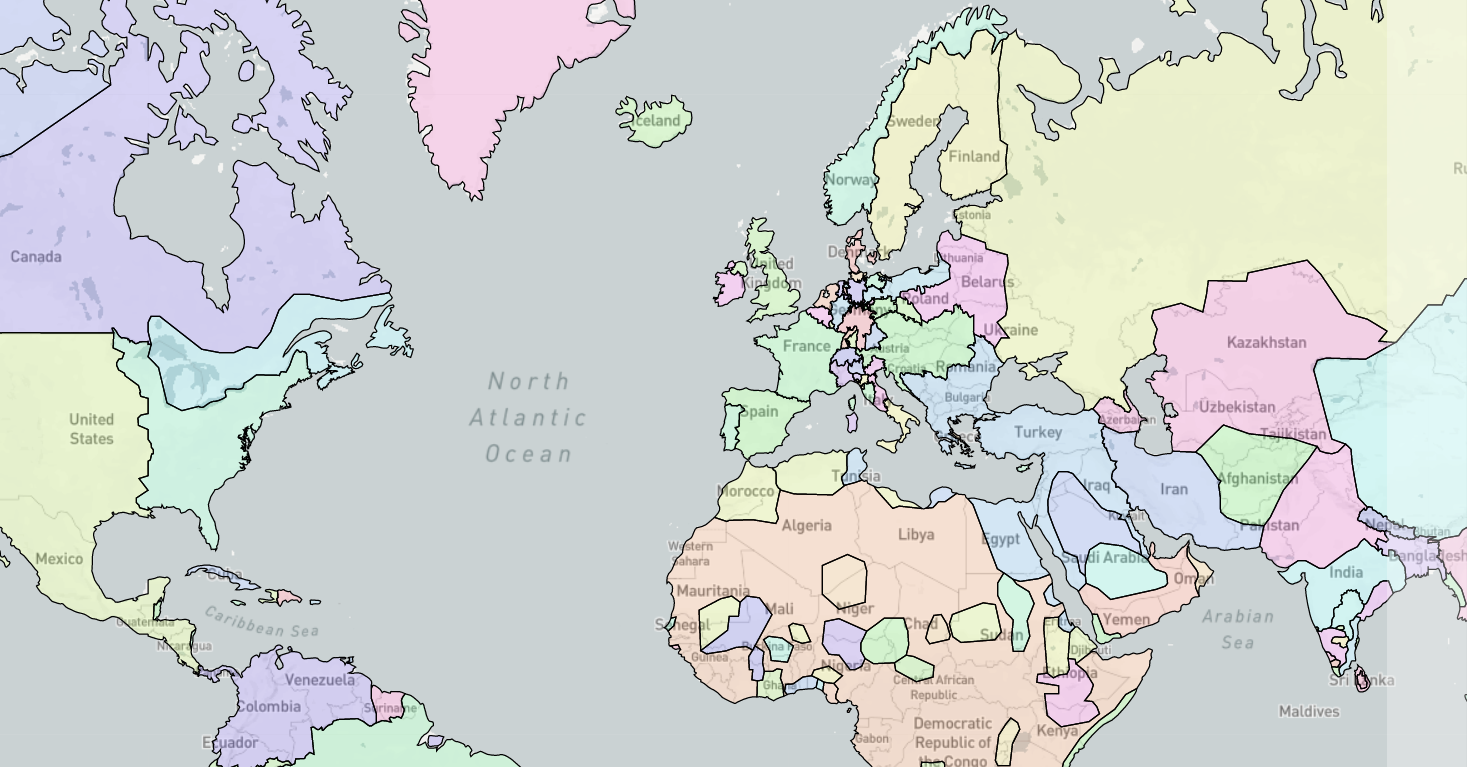 Iceland
Sweden
Finland
Norway
Estonia
Canada
Denmark
Lithuania
United
Kingdom
Belarus
Poland
Germany
Ukraine
France
Kazakhstan
Austria
Croatia
Romania
North
Atlantic
Ocean
United
States
Spain
Italy
Bulgaria
Uzbekistan
Azerbaijan
Greece
Turkey
Tajikistan
Tunisia
Morocco
Iraq
Iran
Afghanistan
Algeria
Libya
Egypt
Kuwait
Pakistan
Nepal
Bhutan
Western
Sahara
Mexico
Saudi Arabia
Bangladesh
Cuba
India
Oman
Mauritania
Mali
Niger
Chad
Caribbean Sea
Guatemala
Senegal
Eritrea
Yemen
Arabian
Sea
Sudan
Nicaragua
Burkina Faso
Djibouti
Guinea
Nigeria
Ethiopia
Venezuela
Ghana
Central African
Republic
Sri Lanka
Colombia
Suriname
Maldives
Democratic
Republic of
the Congo
Kenya
Gabon
Ecuador